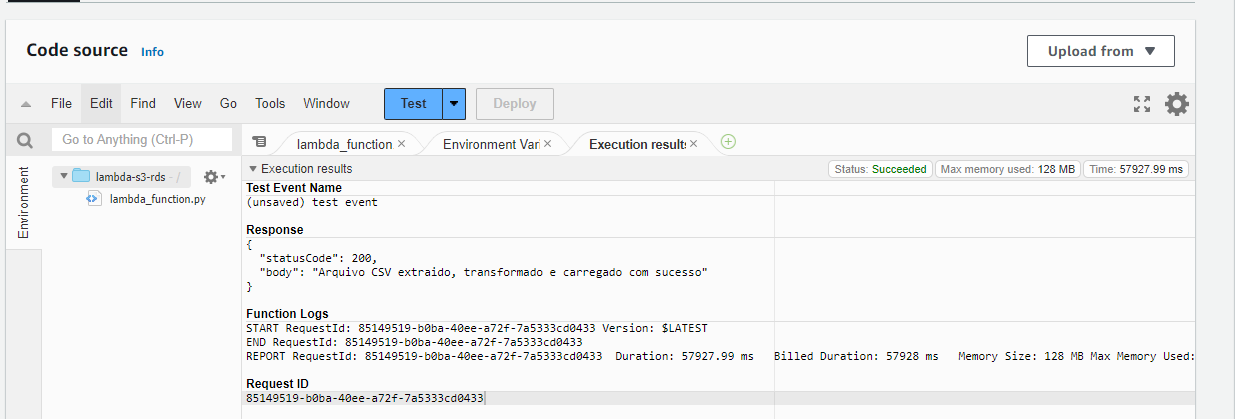 Code source Info
Upload from
File Edit Find View Go Tools Window Test Deploy
Go to Anything (Ctrl-P)
lambda_function
Environment Var
Execution results
Environment
lambda-s3-rds - /
lambda_function.py
Execution results
Status: Succeeded
Max memory used: 128 MB
Time: 57927.99 ms
Test Event Name
(unsaved) test event
Response
{
"statusCode": 200,
"body": "Arquivo CSV extraido, transformado e carregado com sucesso"
}
Function Logs
START RequestId: 85149519-b0ba-40ee-a72f-7a5333cd0433 Version: $LATEST
END RequestId: 85149519-b0ba-40ee-a72f-7a5333cd0433
REPORT RequestId: 85149519-b0ba-40ee-a72f-7a5333cd0433 Duration: 57927.99 ms Billed Duration: 57928 ms Memory Size: 128 MB Max Memory Used:
Request ID
85149519-b0ba-40ee-a72f-7a5333cd0433